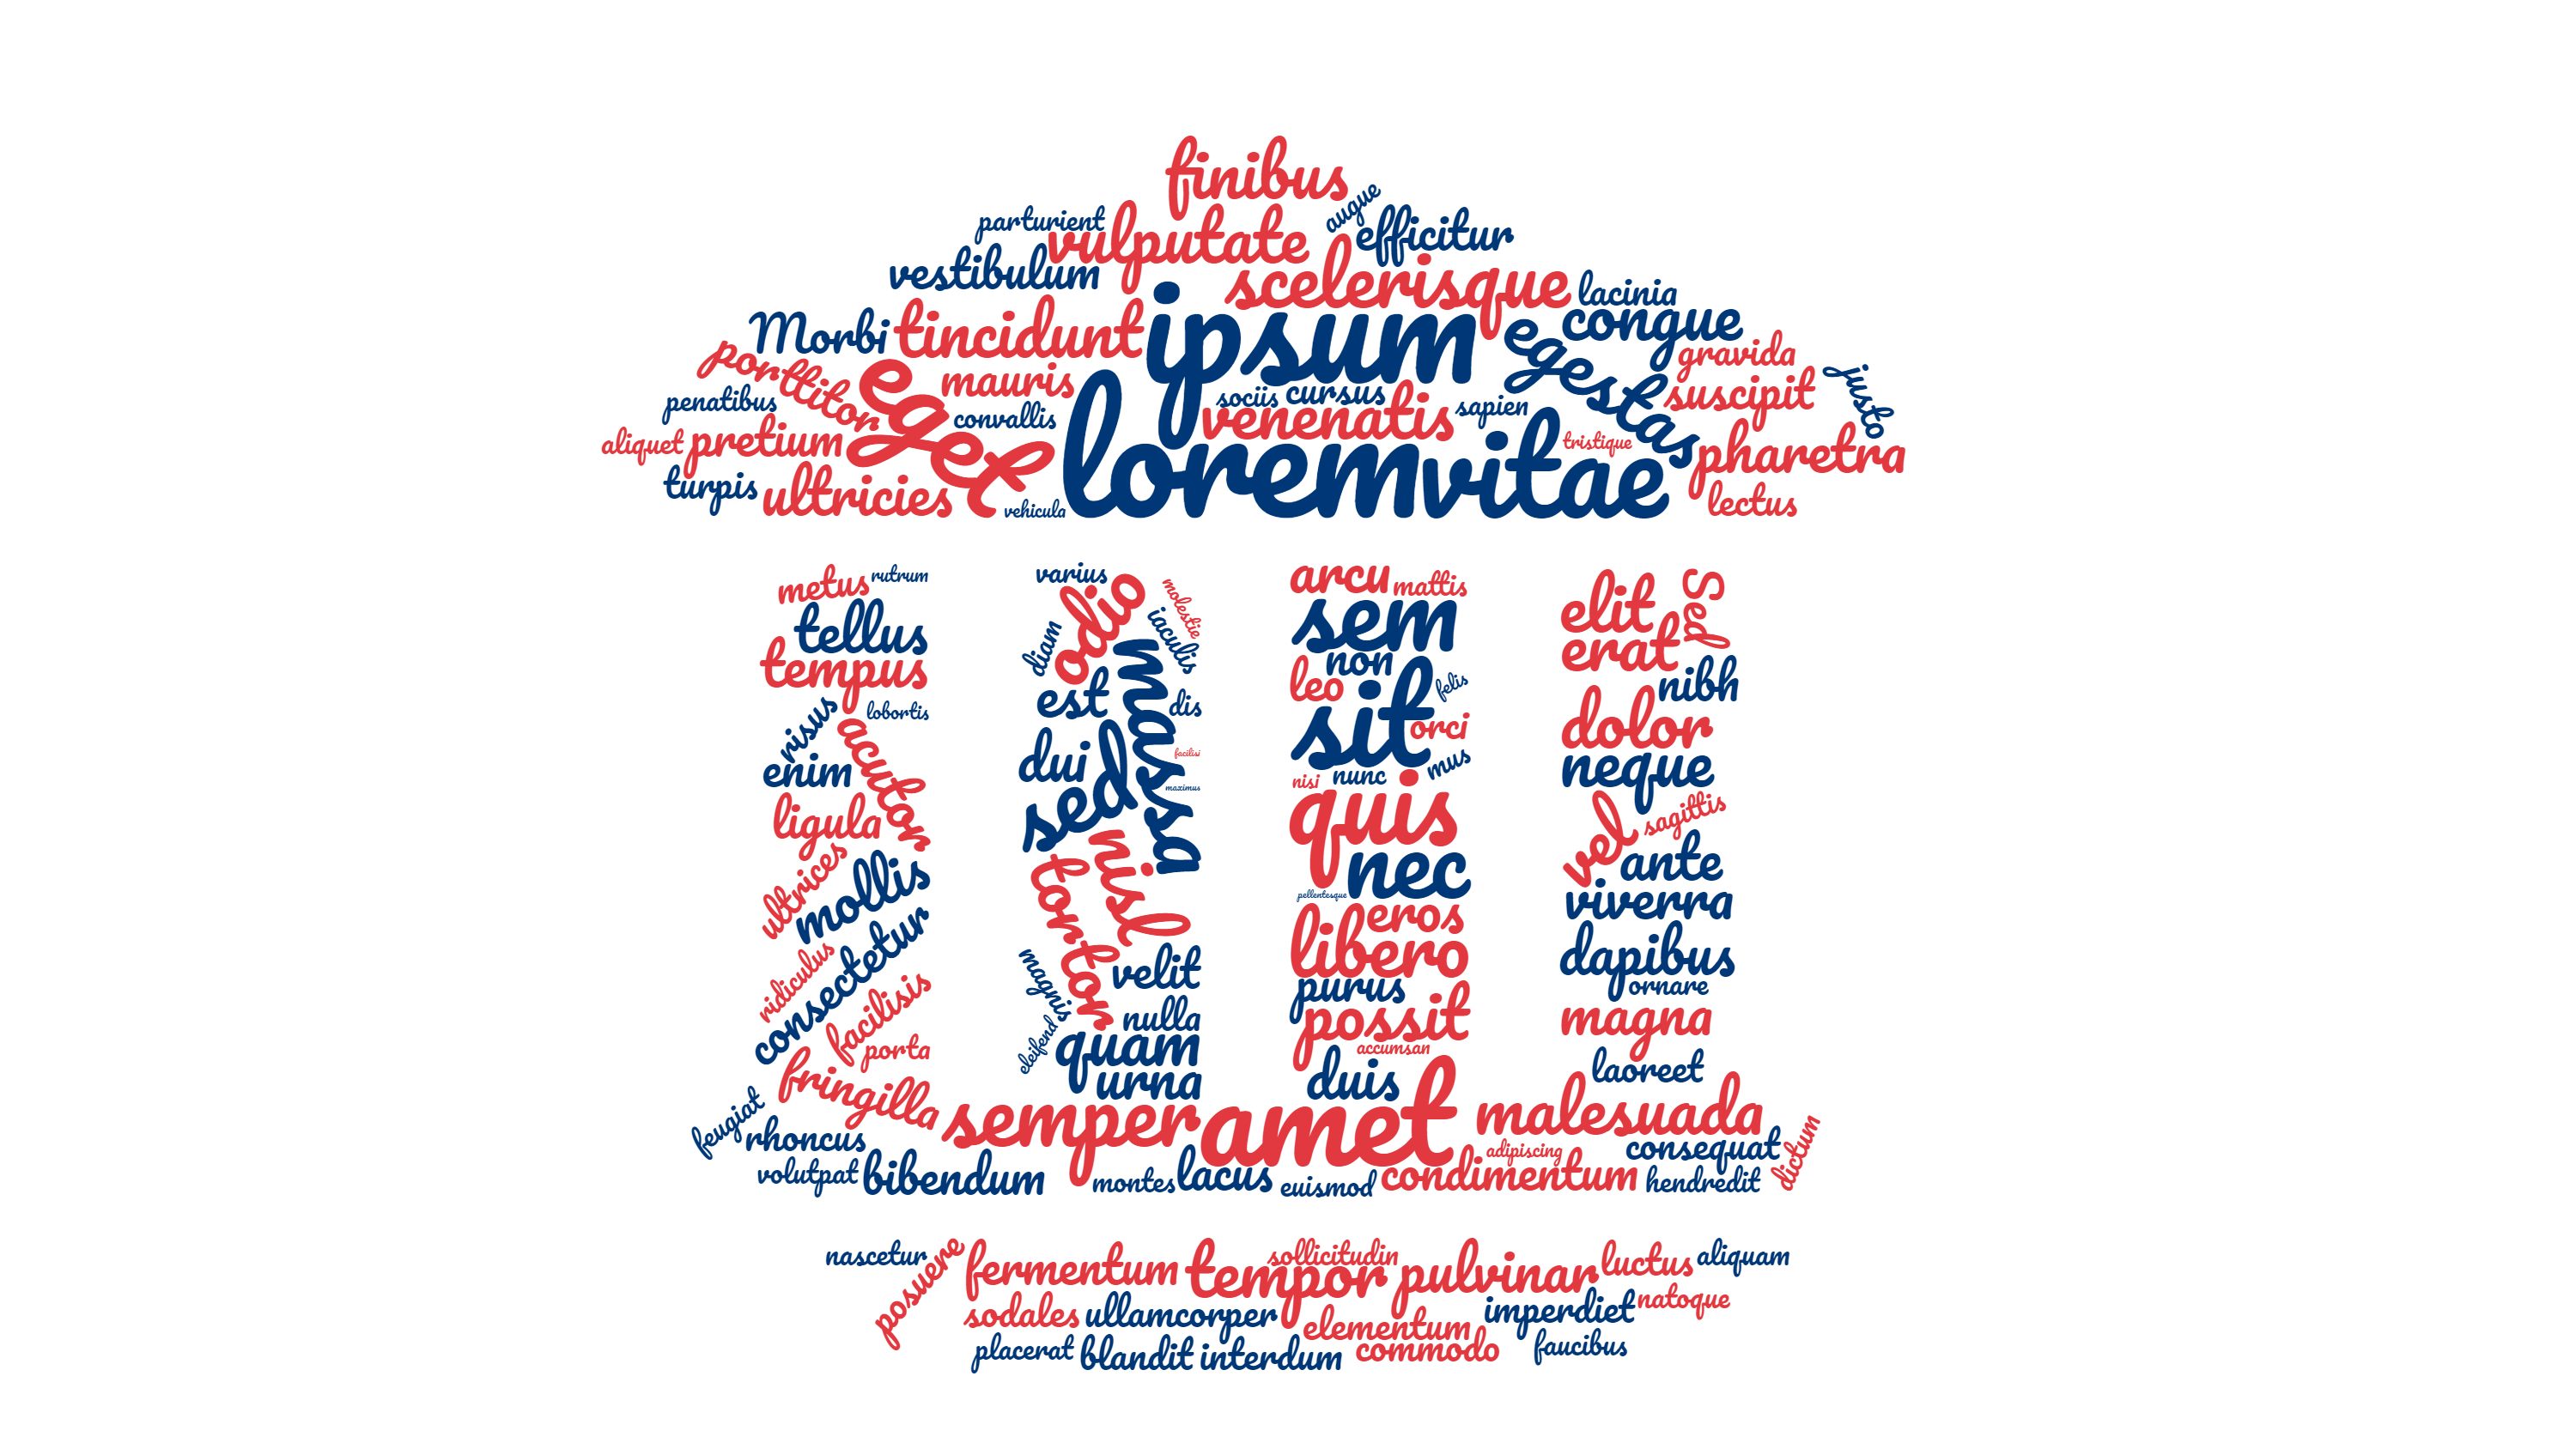 finibus
parturient vulputate augue efficitur
vestibulum scelerisque lacinia
Morbi tincidunt ipsum egestas congue
porttitor eget mauris gravida
penatibus convallis sociis cursus sapien suscipit justo
aliquet pretium venenatis tristique pharetra
turpis ultricies vehicula lorem vitae lectus
metus rutrum
tellus
tempus
risus lobortis
enim acutor
ligula
ultrices mollis
ridiculus consectetur
facilisis
porta
fringilla
varius odio molestie
diam iaculis
est massa dis
dui facilisi
sed maximus
tortor nisl
magnis velit
eleifend nulla
quam
urna
arcu mattis
sem
non
leo felis
sit orci
nisi nunc mus
quis
nec
pellentesque
eros
libero
purus
possit
accumsan
duis
elit Sed
erat
nibh
dolor
neque
vel sagittis
ante
viverra
dapibus
ornare
magna
laoreet
feugiat rhoncus semper amet malesuada
adipiscing consequat dictum
volutpat bibendum montes lacus euismod condimentum hendredit
nascetur posuere fermentum tempor sollicitudin pulvinar luctus aliquam
sodales ullamcorper elementum imperdiet natoque
placerat blandit interdum commodo faucibus